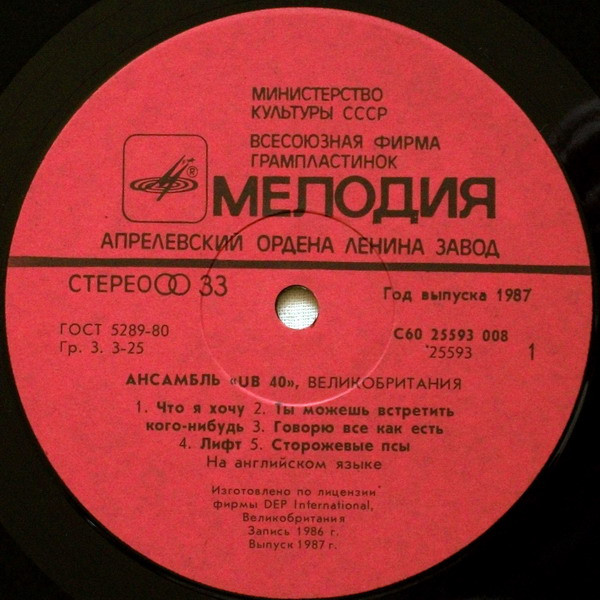 МИНИСТЕРСТВО
КУЛЬТУРЫ СССР
ВСЕСОЮЗНАЯ ФИРМА
ГРАМПЛАСТИНОК
®
МЕЛОДИЯ
АПРЕЛЕВСКИЙ ОРДЕНА ЛЕНИНА ЗАВОД
СТЕРЕО 33
Год выпуска 1987
ГОСТ 5289-80
Гр. 3. 3-25
С60 25593 008
25593
1
АНСАМБЛЬ «UB 40», ВЕЛИКОБРИТАНИЯ
1. Что я хочу 2. Ты можешь встретить
кого-нибудь 3. Говорю все как есть
4. Лифт 5. Сторожевые псы
На английском языке
Изготовлено по лицензии
фирмы DEP International,
Великобритания
Запись 1986 г.
Выпуск 1987 г.